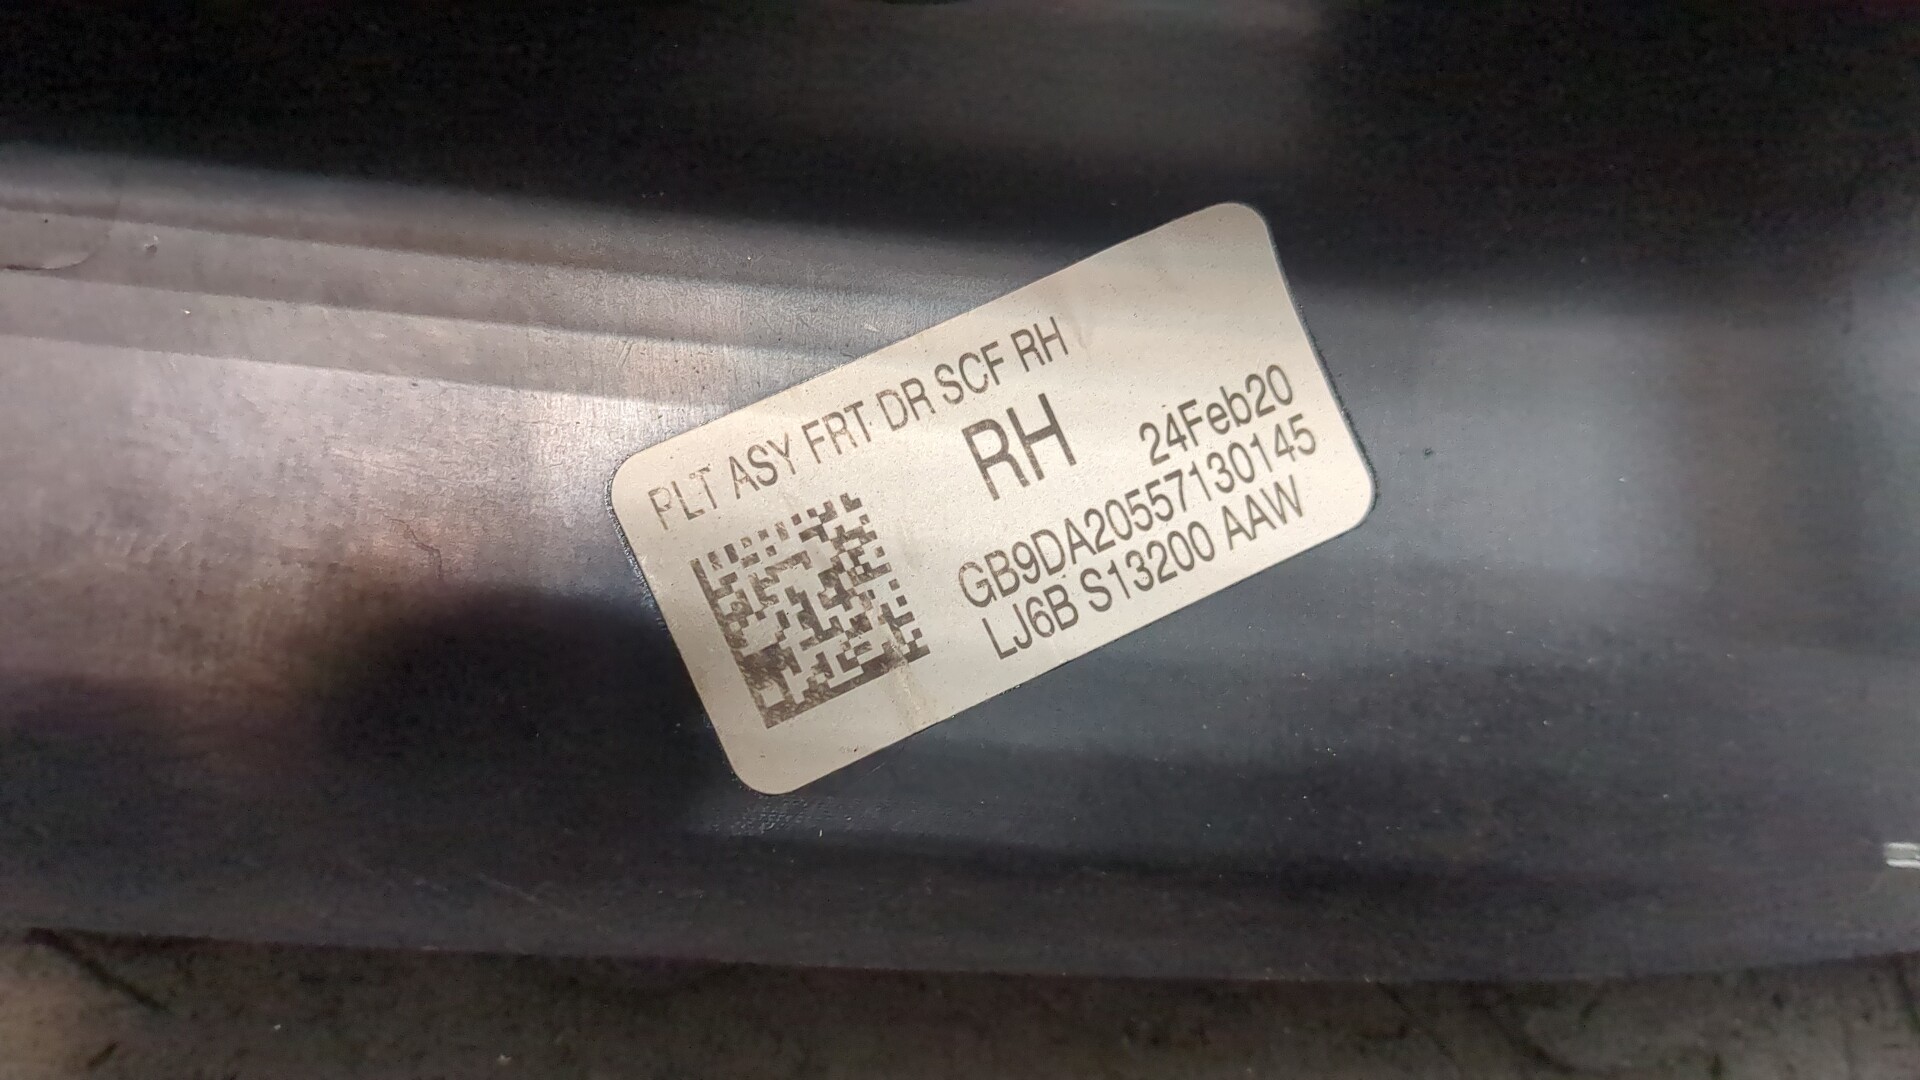 PLT ASY FRT DR SCF RH
RH
24Feb20
GB9DA20557130145
LJ6B S13200 AAW